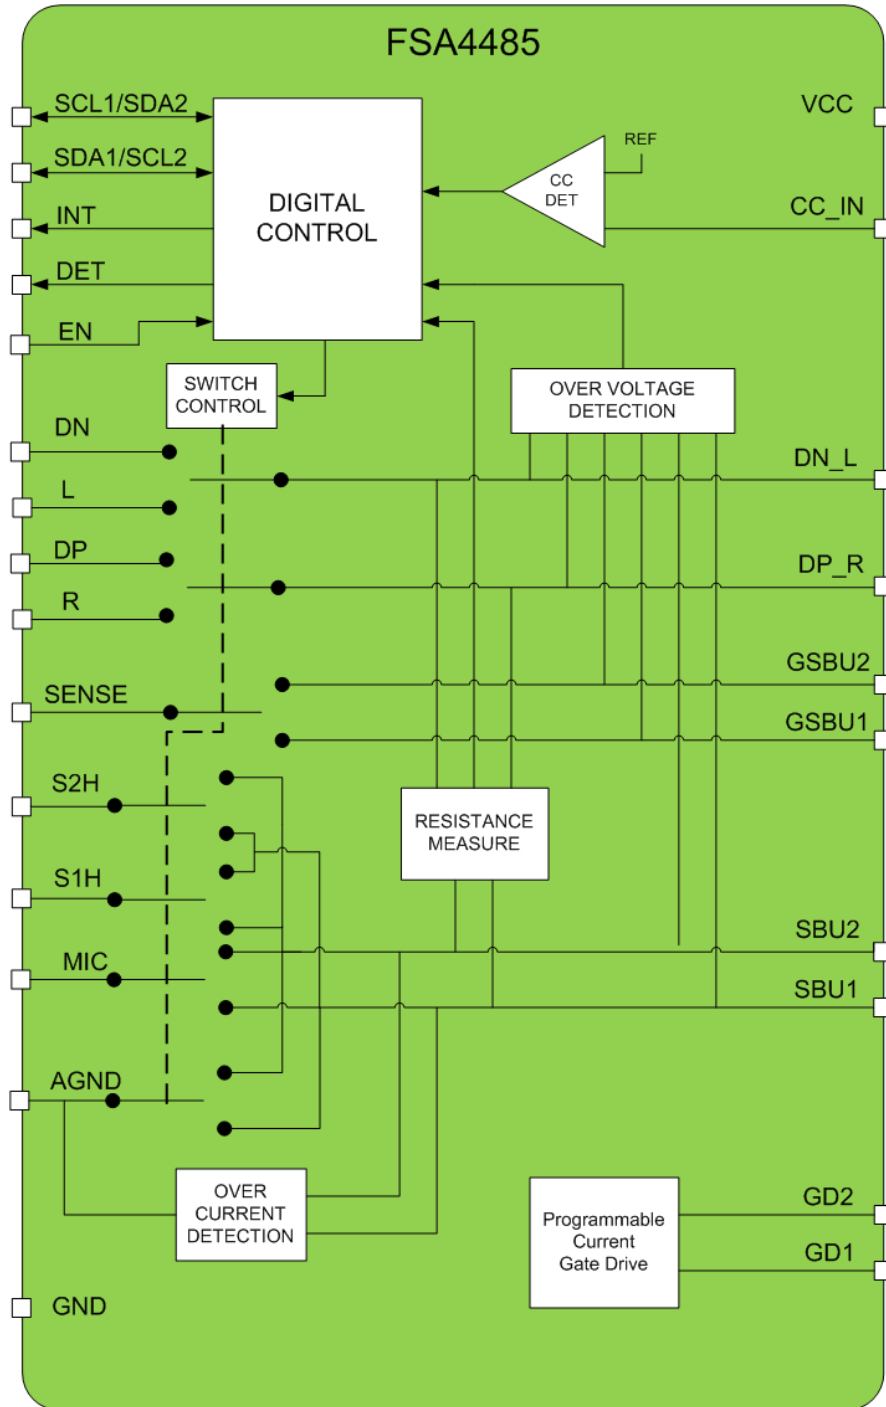 FSA4485
SCL1/SDA2
VCC
SDA1/SCL2
REF
CC
DET
DIGITAL
CONTROL
INT
CC_IN
DET
EN
SWITCH
CONTROL
OVER VOLTAGE
DETECTION
DN
DN_L
L
DP
DP_R
R
GSBU2
SENSE
GSBU1
S2H
RESISTANCE
MEASURE
S1H
SBU2
MIC
SBU1
AGND
OVER
CURRENT
DETECTION
Programmable
Current
Gate Drive
GD2
GD1
GND